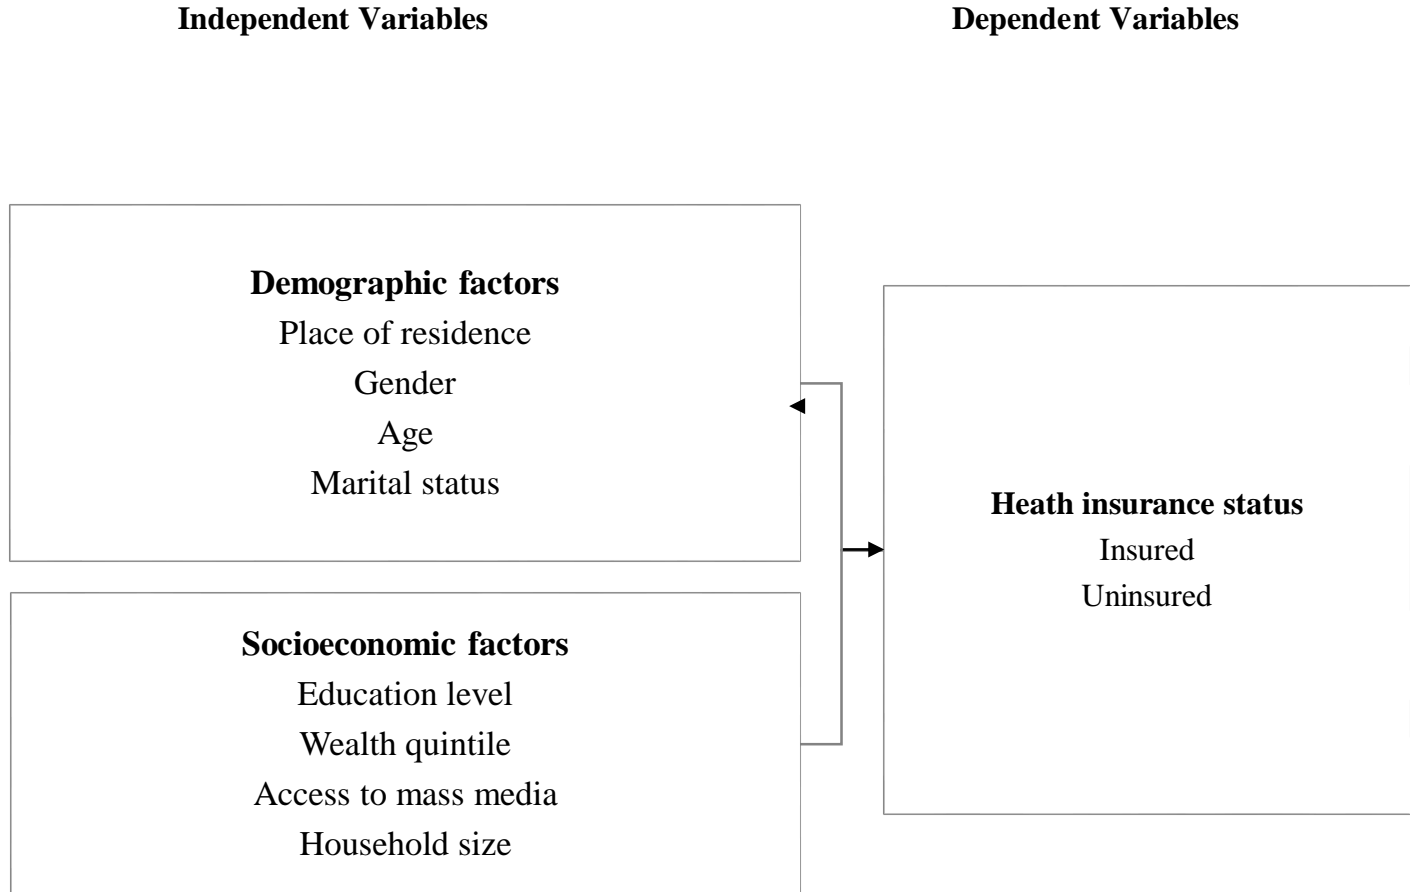 Independent Variables
Dependent Variables
Demographic factors
Place of residence
Gender
Age
Marital status
Socioeconomic factors
Education level
Wealth quintile
Access to mass media
Household size
Heath insurance status
Insured
Uninsured